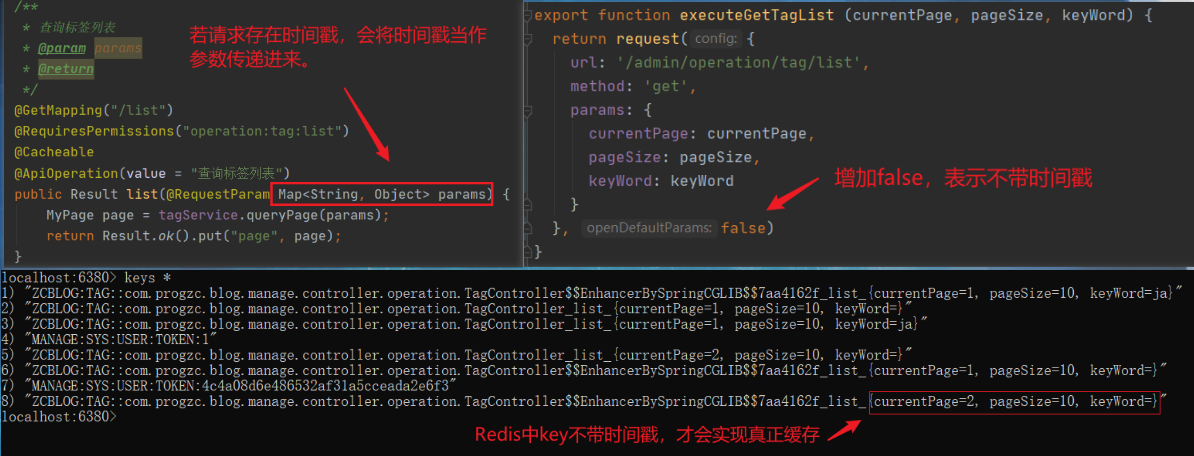 /**
* 查询标签列表
* @param params
* @return
*/
@GetMapping("/list")
@RequiresPermissions("operation:tag:list")
@Cacheable
@ApiOperation(value = "查询标签列表")
public Result list(@RequestParam Map<String, Object> params) {
MyPage page = tagService.queryPage(params);
return Result.ok().put("page", page);
}
若请求存在时间戳，会将时间戳当作
参数传递进来。
export function executeGetTagList (currentPage, pageSize, keyWord) {
return request( config: {
url: '/admin/operation/tag/list',
method: 'get',
params: {
currentPage: currentPage,
pageSize: pageSize,
keyWord: keyWord
}
}, openDefaultParams: false)
}
增加false，表示不带时间戳
localhost:6380> keys *
1) "ZCBLOG:TAG::com.progzc.blog.manage.controller.operation.TagController$$EnhancerBySpringCGLIB$$7aa4162f_list_{currentPage=1, pageSize=10, keyWord=ja}"
2) "ZCBLOG:TAG::com.progzc.blog.manage.controller.operation.TagController_list_{currentPage=1, pageSize=10, keyWord=}"
3) "ZCBLOG:TAG::com.progzc.blog.manage.controller.operation.TagController_list_{currentPage=1, pageSize=10, keyWord=ja}"
4) "MANAGE:SYS:USER:TOKEN:1"
5) "ZCBLOG:TAG::com.progzc.blog.manage.controller.operation.TagController_list_{currentPage=2, pageSize=10, keyWord=}"
6) "ZCBLOG:TAG::com.progzc.blog.manage.controller.operation.TagController$$EnhancerBySpringCGLIB$$7aa4162f_list_{currentPage=1, pageSize=10, keyWord=}"
7) "MANAGE:SYS:USER:TOKEN:4c4a08d6e486532af31a5cceada2e6f3"
8) "ZCBLOG:TAG::com.progzc.blog.manage.controller.operation.TagController$$EnhancerBySpringCGLIB$$7aa4162f_list_{currentPage=2, pageSize=10, keyWord=}"
localhost:6380>
Redis中key不带时间戳，才会实现真正缓存